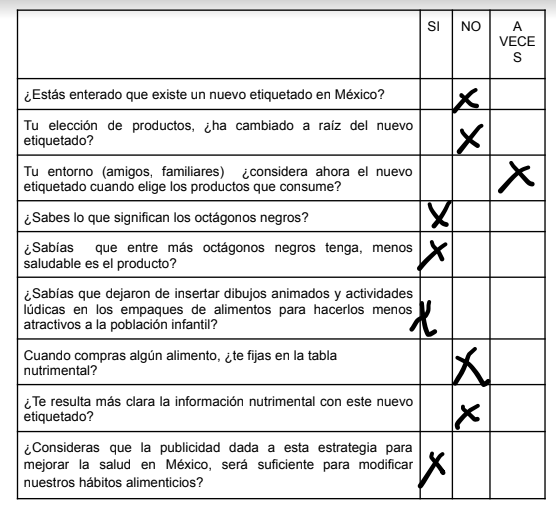 SI NO A
VECE
S
¿Estás enterado que existe un nuevo etiquetado en México?
Tu elección de productos, ¿ha cambiado a raíz del nuevo
etiquetado?
Tu entorno (amigos, familiares) ¿considera ahora el nuevo
etiquetado cuando elige los productos que consume?
¿Sabes lo que significan los octágonos negros?
¿Sabías que entre más octágonos negros tenga, menos
saludable es el producto?
¿Sabías que dejaron de insertar dibujos animados y actividades
lúdicas en los empaques de alimentos para hacerlos menos
atractivos a la población infantil?
Cuando compras algún alimento, ¿te fijas en la tabla
nutrimental?
¿Te resulta más clara la información nutrimental con este nuevo
etiquetado?
¿Consideras que la publicidad dada a esta estrategia para
mejorar la salud en México, será suficiente para modificar
nuestros hábitos alimenticios?